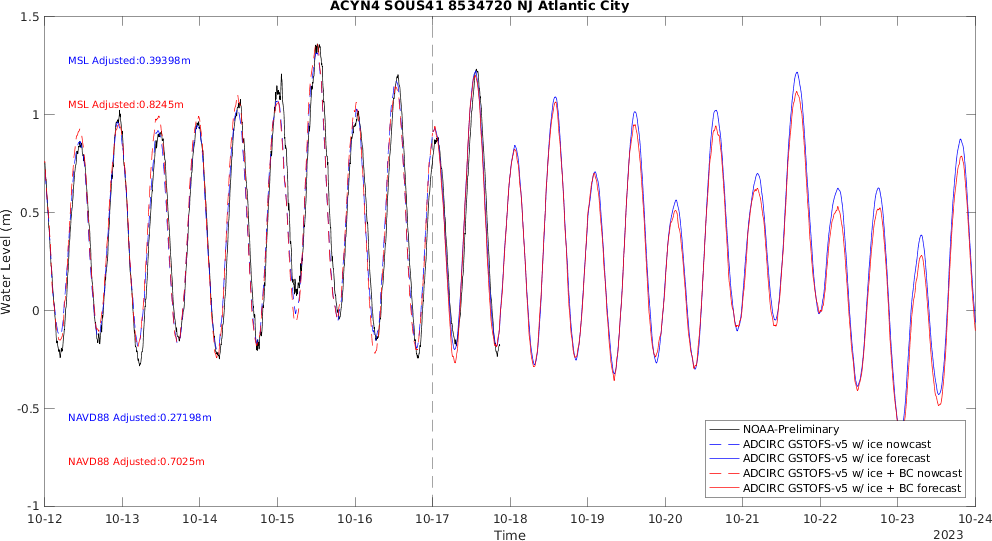 ACYN4 SOUS41 8534720 NJ Atlantic City
1.5
MSL Adjusted:0.39398m
MSL Adjusted:0.8245m
1
0.5
Water Level (m)
0
-0.5
NAVD88 Adjusted:0.27198m
NAVD88 Adjusted:0.7025m
-1
NOAA-Preliminary
ADCIRC GSTOFS-v5 w/ ice nowcast
ADCIRC GSTOFS-v5 w/ ice forecast
ADCIRC GSTOFS-v5 w/ ice + BC nowcast
ADCIRC GSTOFS-v5 w/ ice + BC forecast
10-12 10-13 10-14 10-15 10-16 10-17 10-18 10-19 10-20 10-21 10-22 10-23 10-24
Time
2023